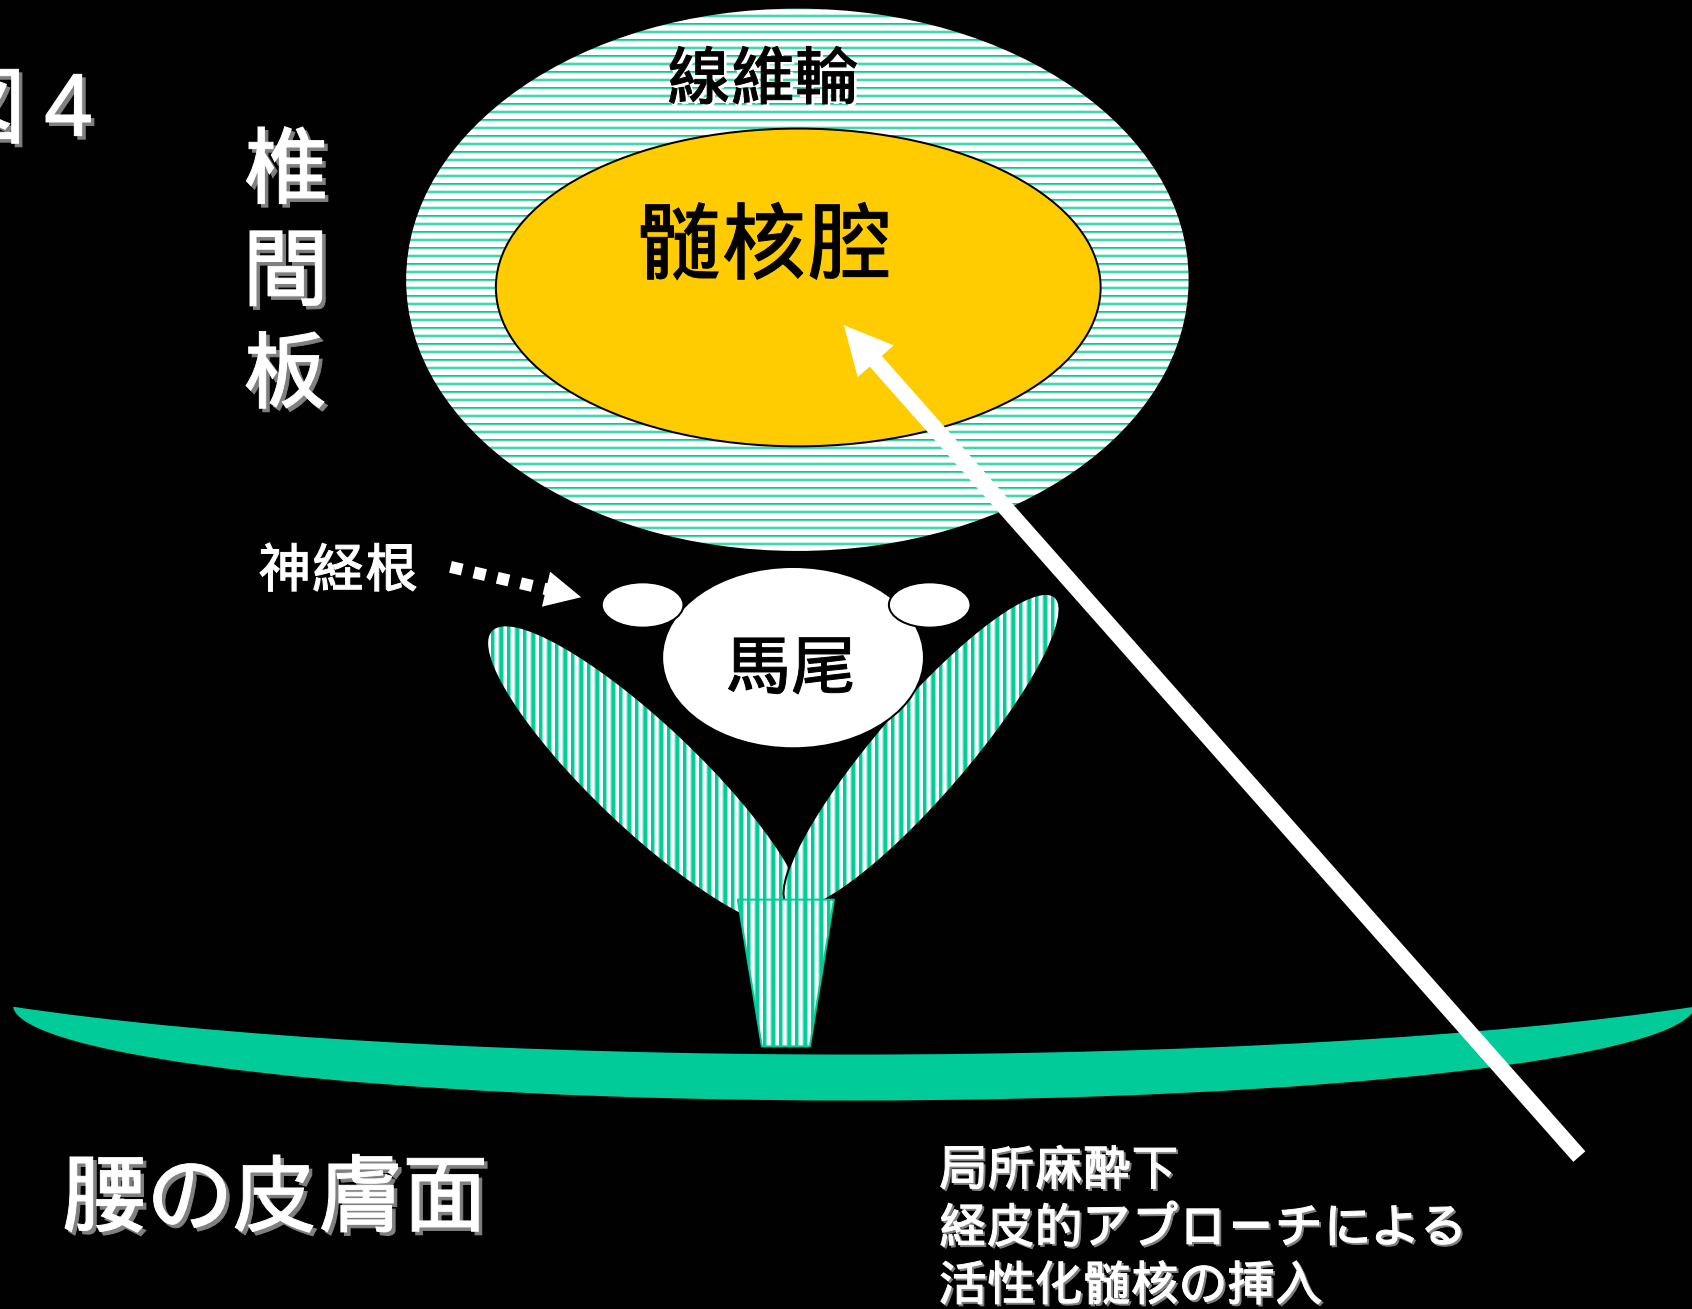 図4
線維輪
椎間板
髄核腔
神経根
馬尾
腰の皮膚面
局所麻酔下
経皮的アプローチによる
活性化髄核の挿入